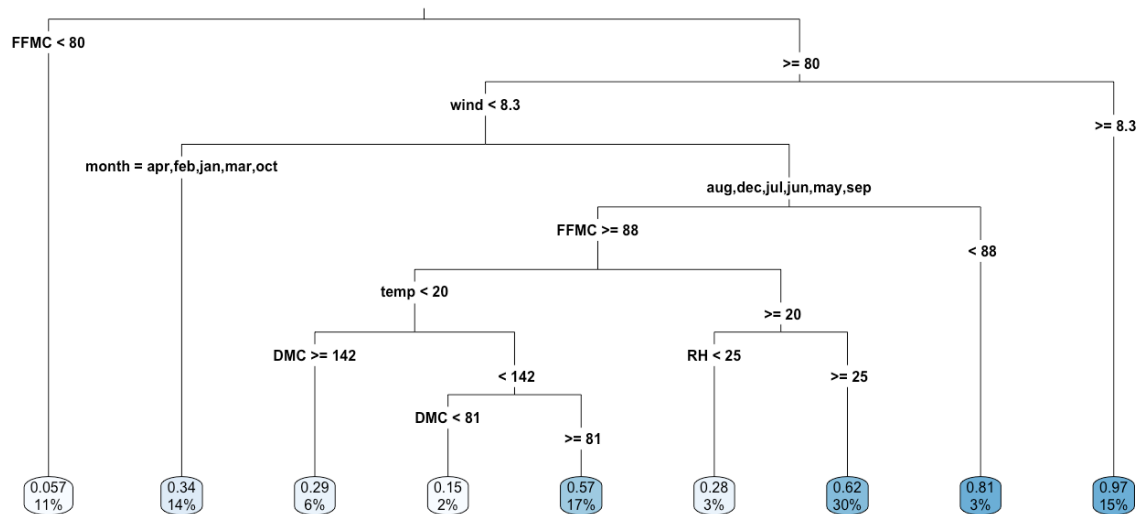 FFMC < 80
>= 80
wind < 8.3
>= 8.3
month = apr,feb,jan,mar,oct
aug,dec,jul,jun,may,sep
FFMC >= 88
< 88
temp < 20
>= 20
DMC >= 142
< 142
RH < 25
>= 25
DMC < 81
>= 81
0.057
11%
0.34
14%
0.29
6%
0.15
2%
0.57
17%
0.28
3%
0.62
30%
0.81
3%
0.97
15%